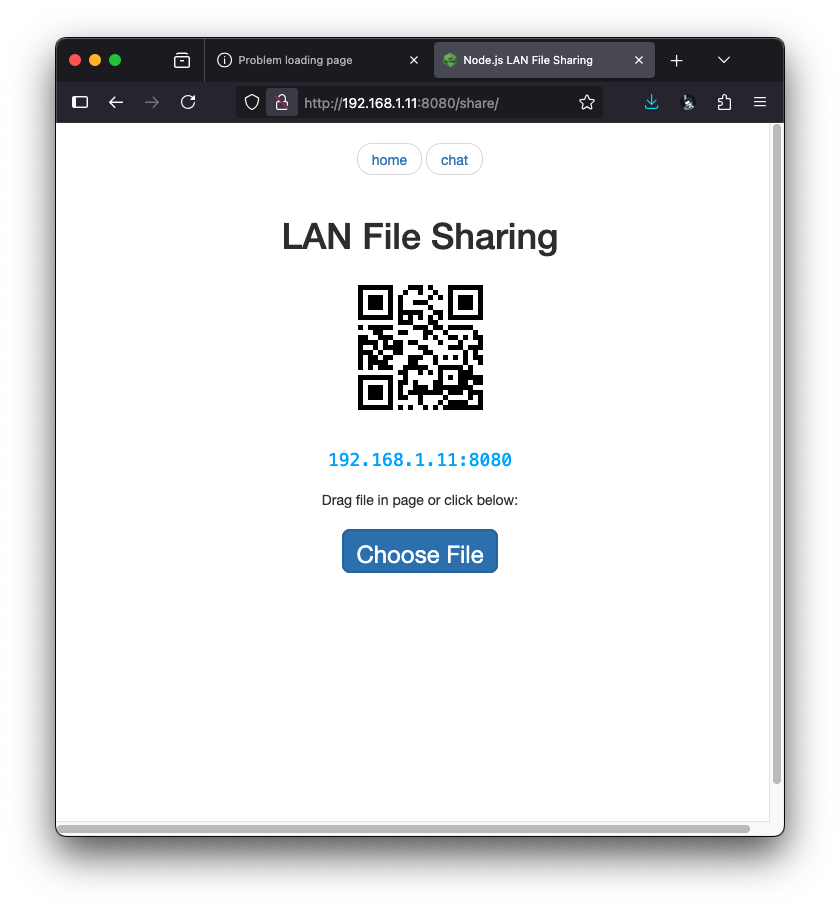 Problem loading page
Node.js LAN File Sharing
http://192.168.1.11:8080/share/
home chat
LAN File Sharing
192.168.1.11:8080
Drag file in page or click below:
Choose File